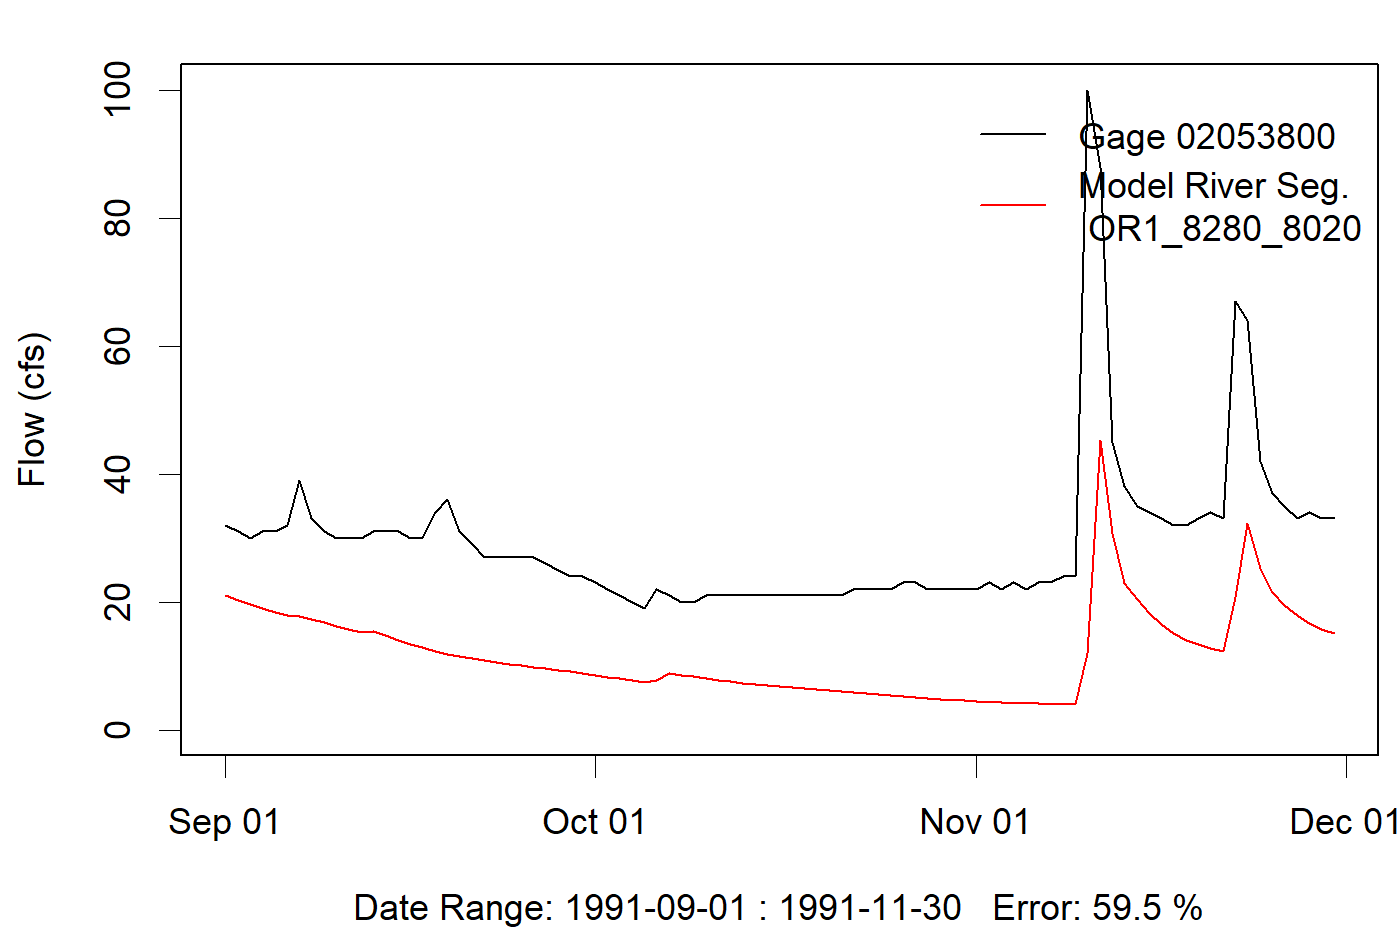 100
80
60
40
20
0
Flow (cfs)
Gage 02053800
Model River Seg.
OR1_8280_8020
Sep 01
Oct 01
Nov 01
Dec 01
Date Range: 1991-09-01 : 1991-11-30   Error: 59.5 %